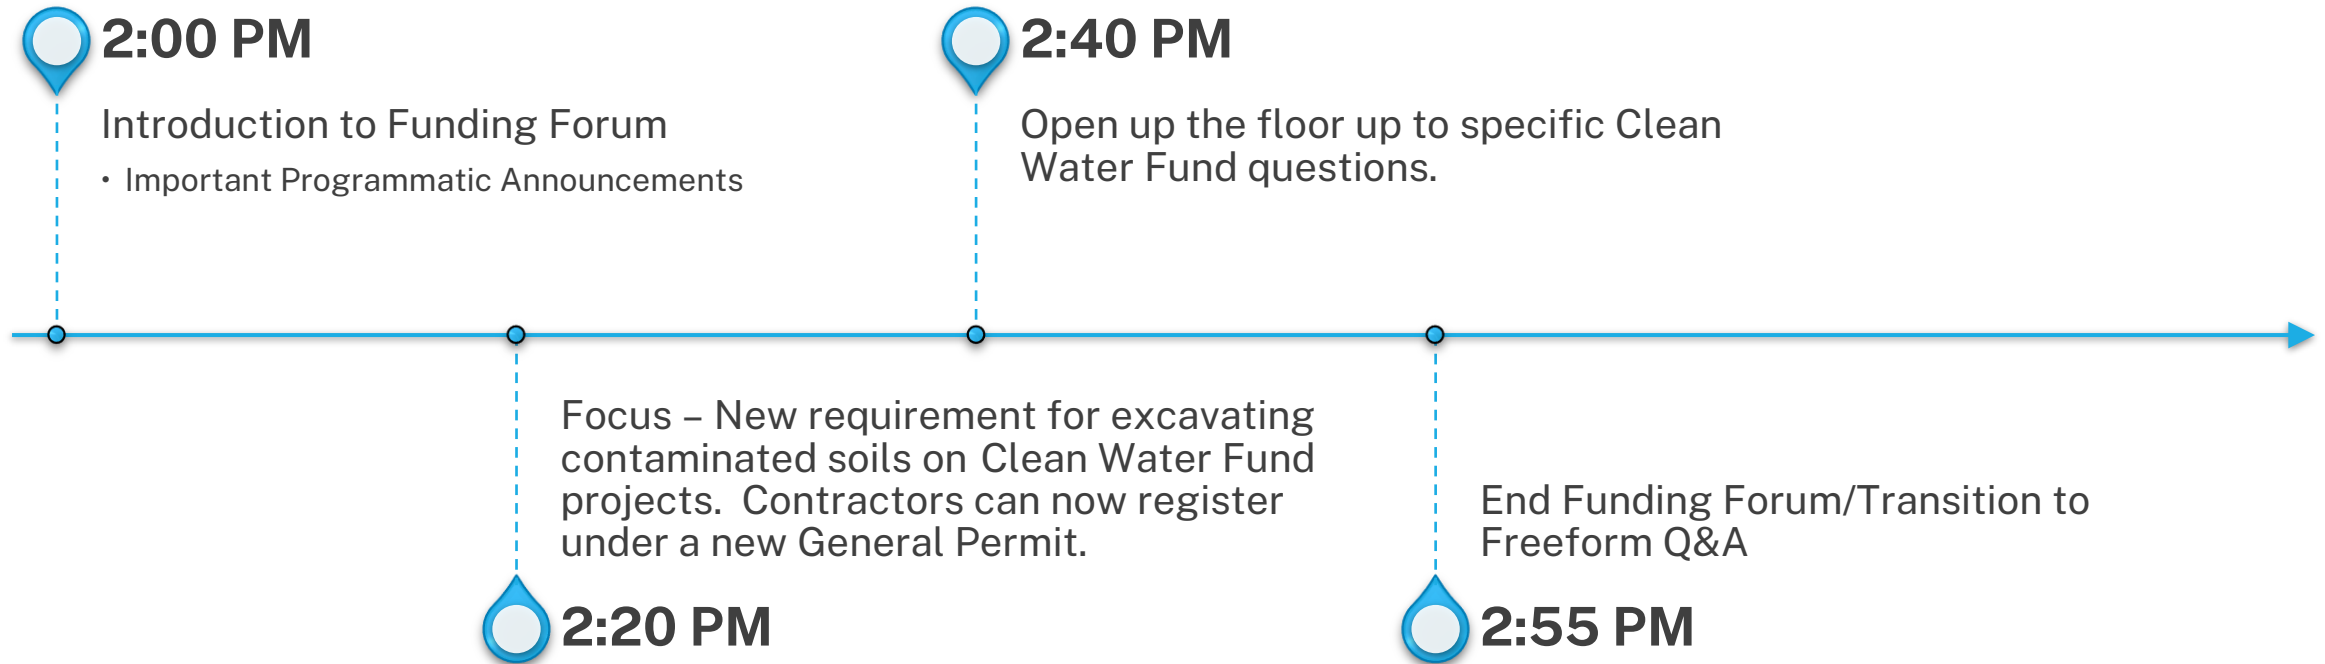 2:00 PM
Introduction to Funding Forum
• Important Programmatic Announcements
Focus – New requirement for excavating
contaminated soils on Clean Water Fund
projects.  Contractors can now register
under a new General Permit.
2:20 PM
2:40 PM
Open up the floor up to specific Clean
Water Fund questions.
End Funding Forum/Transition to
Freeform Q&A
2:55 PM